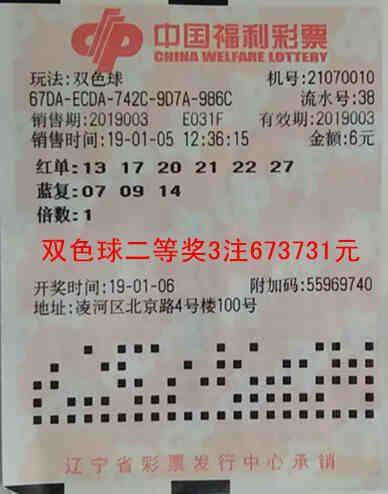 中国福利彩票
CHINA WELFARE LOTTERY
玩法:双色球 机号:21070010
67DA-ECDA-742C-9D7A-986C 流水号:38
销售期:2019003 E031F 有效期:2019003
销售时间:19-01-05 12:36:15 金额:6元
红单:13 17 20 21 22 27
蓝复:07 09 14
倍数:1
双色球二等奖3注673731元
开奖时间:19-01-06 附加码:55969740
地址:凌河区北京路4号楼100号
辽宁省彩票发行中心承销